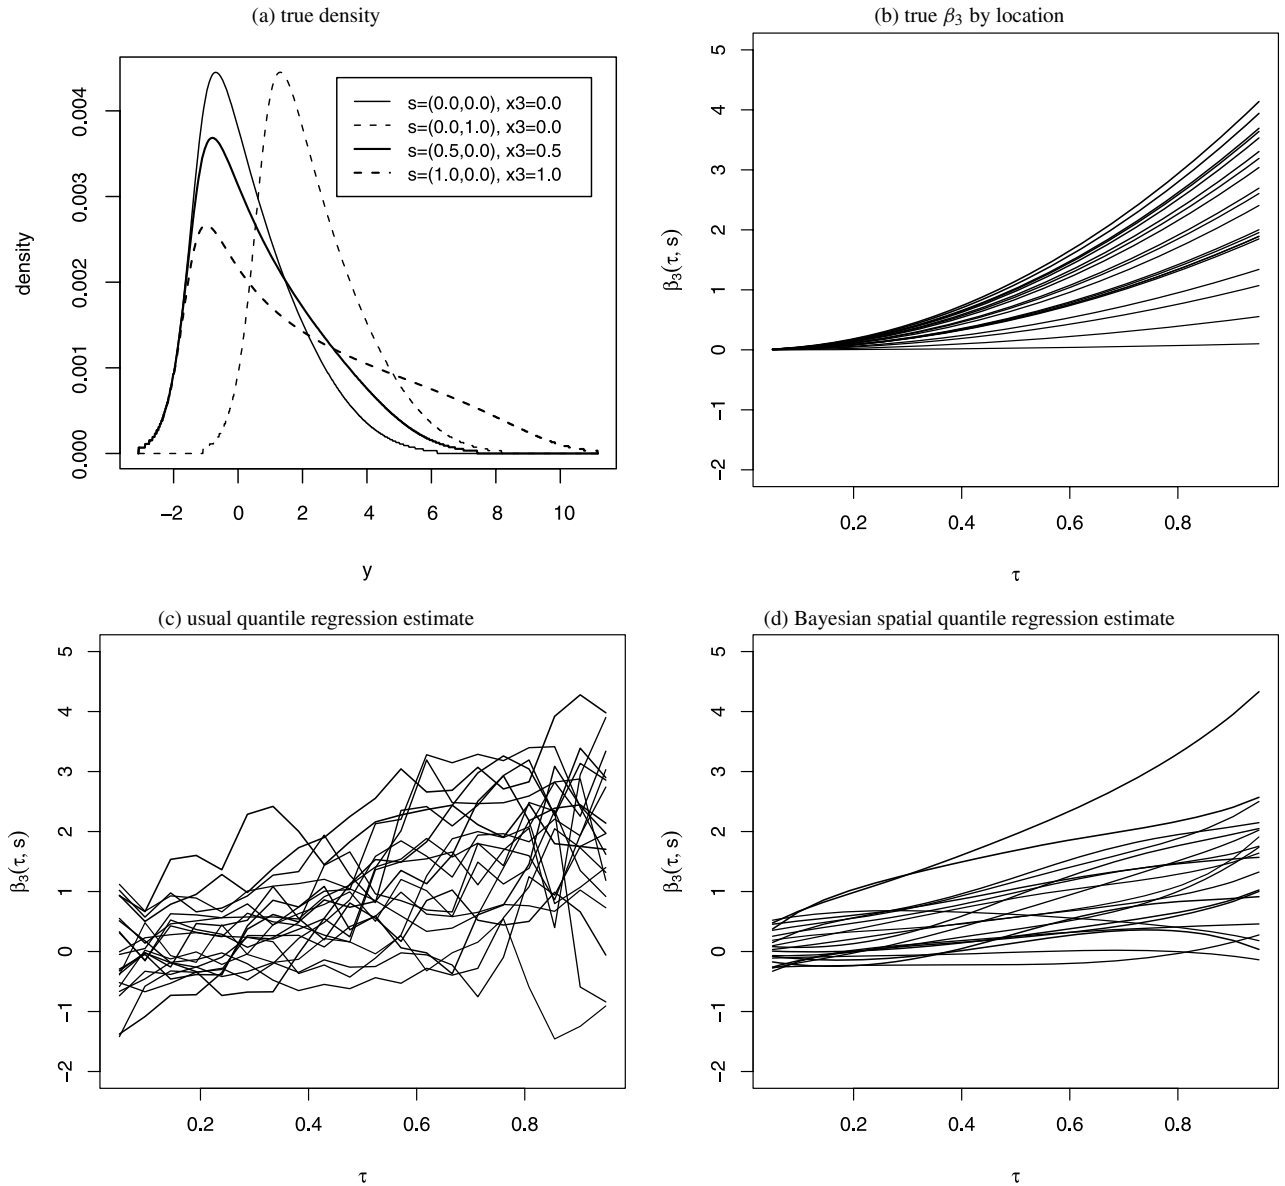 (a) true density
density
0.000
0.001
0.002
0.003
0.004
s=(0.0,0.0), x3=0.0
s=(0.0,1.0), x3=0.0
s=(0.5,0.0), x3=0.5
s=(1.0,0.0), x3=1.0
−2 0 2 4 6 8 10
y
(b) true β₃ by location
β₃(τ, s)
5
4
3
2
1
0
−1
−2
0.2 0.4 0.6 0.8
τ
(c) usual quantile regression estimate
β₃(τ, s)
5
4
3
2
1
0
−1
−2
0.2 0.4 0.6 0.8
τ
(d) Bayesian spatial quantile regression estimate
β₃(τ, s)
5
4
3
2
1
0
−1
−2
0.2 0.4 0.6 0.8
τ